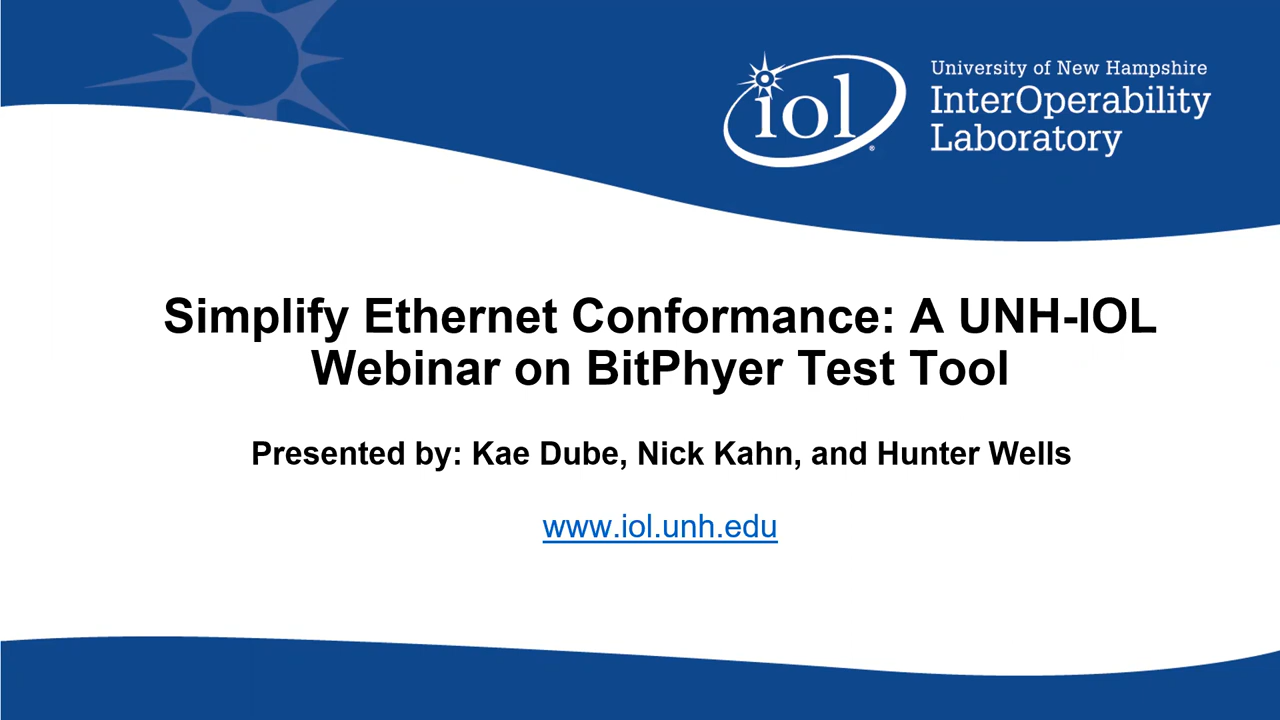 iol
®
University of New Hampshire
InterOperability
Laboratory
Simplify Ethernet Conformance: A UNH-IOL
Webinar on BitPhyer Test Tool
Presented by: Kae Dube, Nick Kahn, and Hunter Wells
www.iol.unh.edu